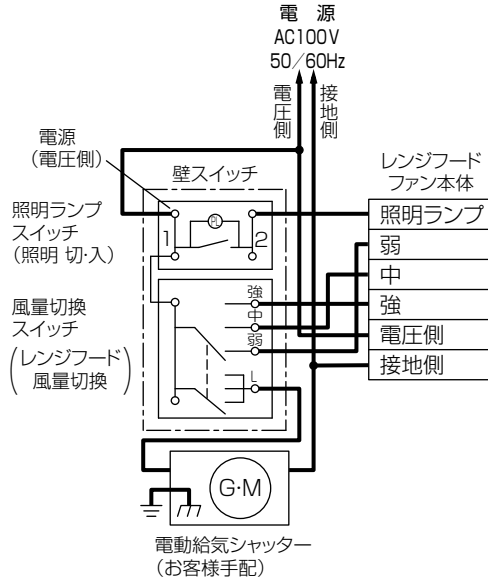 電 源
AC100V
50/60Hz
電圧側
接地側
電源
(電圧側)
壁スイッチ
レンジフード
ファン本体
照明ランプ
スイッチ
(照明 切・入)
PL
1
2
照明ランプ
弱
中
強
電圧側
接地側
風量切換
スイッチ
(レンジフード
風量切換)
強
中
弱
L
G・M
電動給気シャッター
(お客様手配)